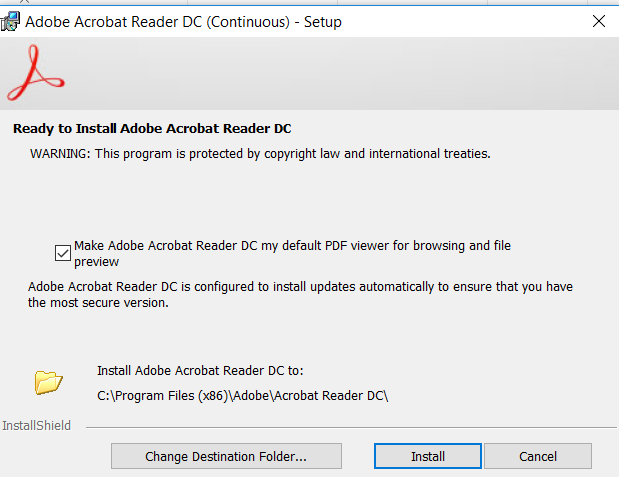 Adobe Acrobat Reader DC (Continuous) - Setup
Ready to Install Adobe Acrobat Reader DC
WARNING: This program is protected by copyright law and international treaties.
Make Adobe Acrobat Reader DC my default PDF viewer for browsing and file
preview
Adobe Acrobat Reader DC is configured to install updates automatically to ensure that you have
the most secure version.
Install Adobe Acrobat Reader DC to:
C:\Program Files (x86)\Adobe\Acrobat Reader DC\
InstallShield
Change Destination Folder...
Install
Cancel